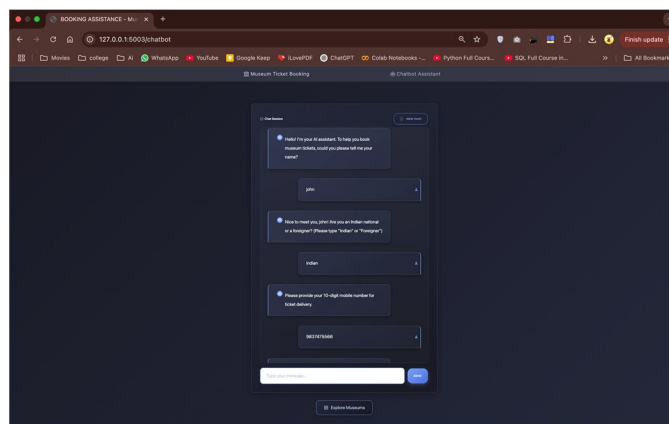 BOOKING ASSISTANCE - Mu
127.0.0.1:5003/chatbot
Finish update
Movies college Ai WhatsApp YouTube Google Keep iLovePDF ChatGPT Colab Notebooks -... Python Full Cours... SQL Full Course in... » All Bookmark
Museum Ticket Booking Chatbot Assistant
Chat Session NEW CHAT
Hello! I'm your AI assistant. To help you book
museum tickets, could you please tell me your
name?
john
Nice to meet you, john! Are you an Indian national
or a foreigner? (Please type "Indian" or "Foreigner")
indian
Please provide your 10-digit mobile number for
ticket delivery.
9837475566
Type your message...
SEND
Explore Museums